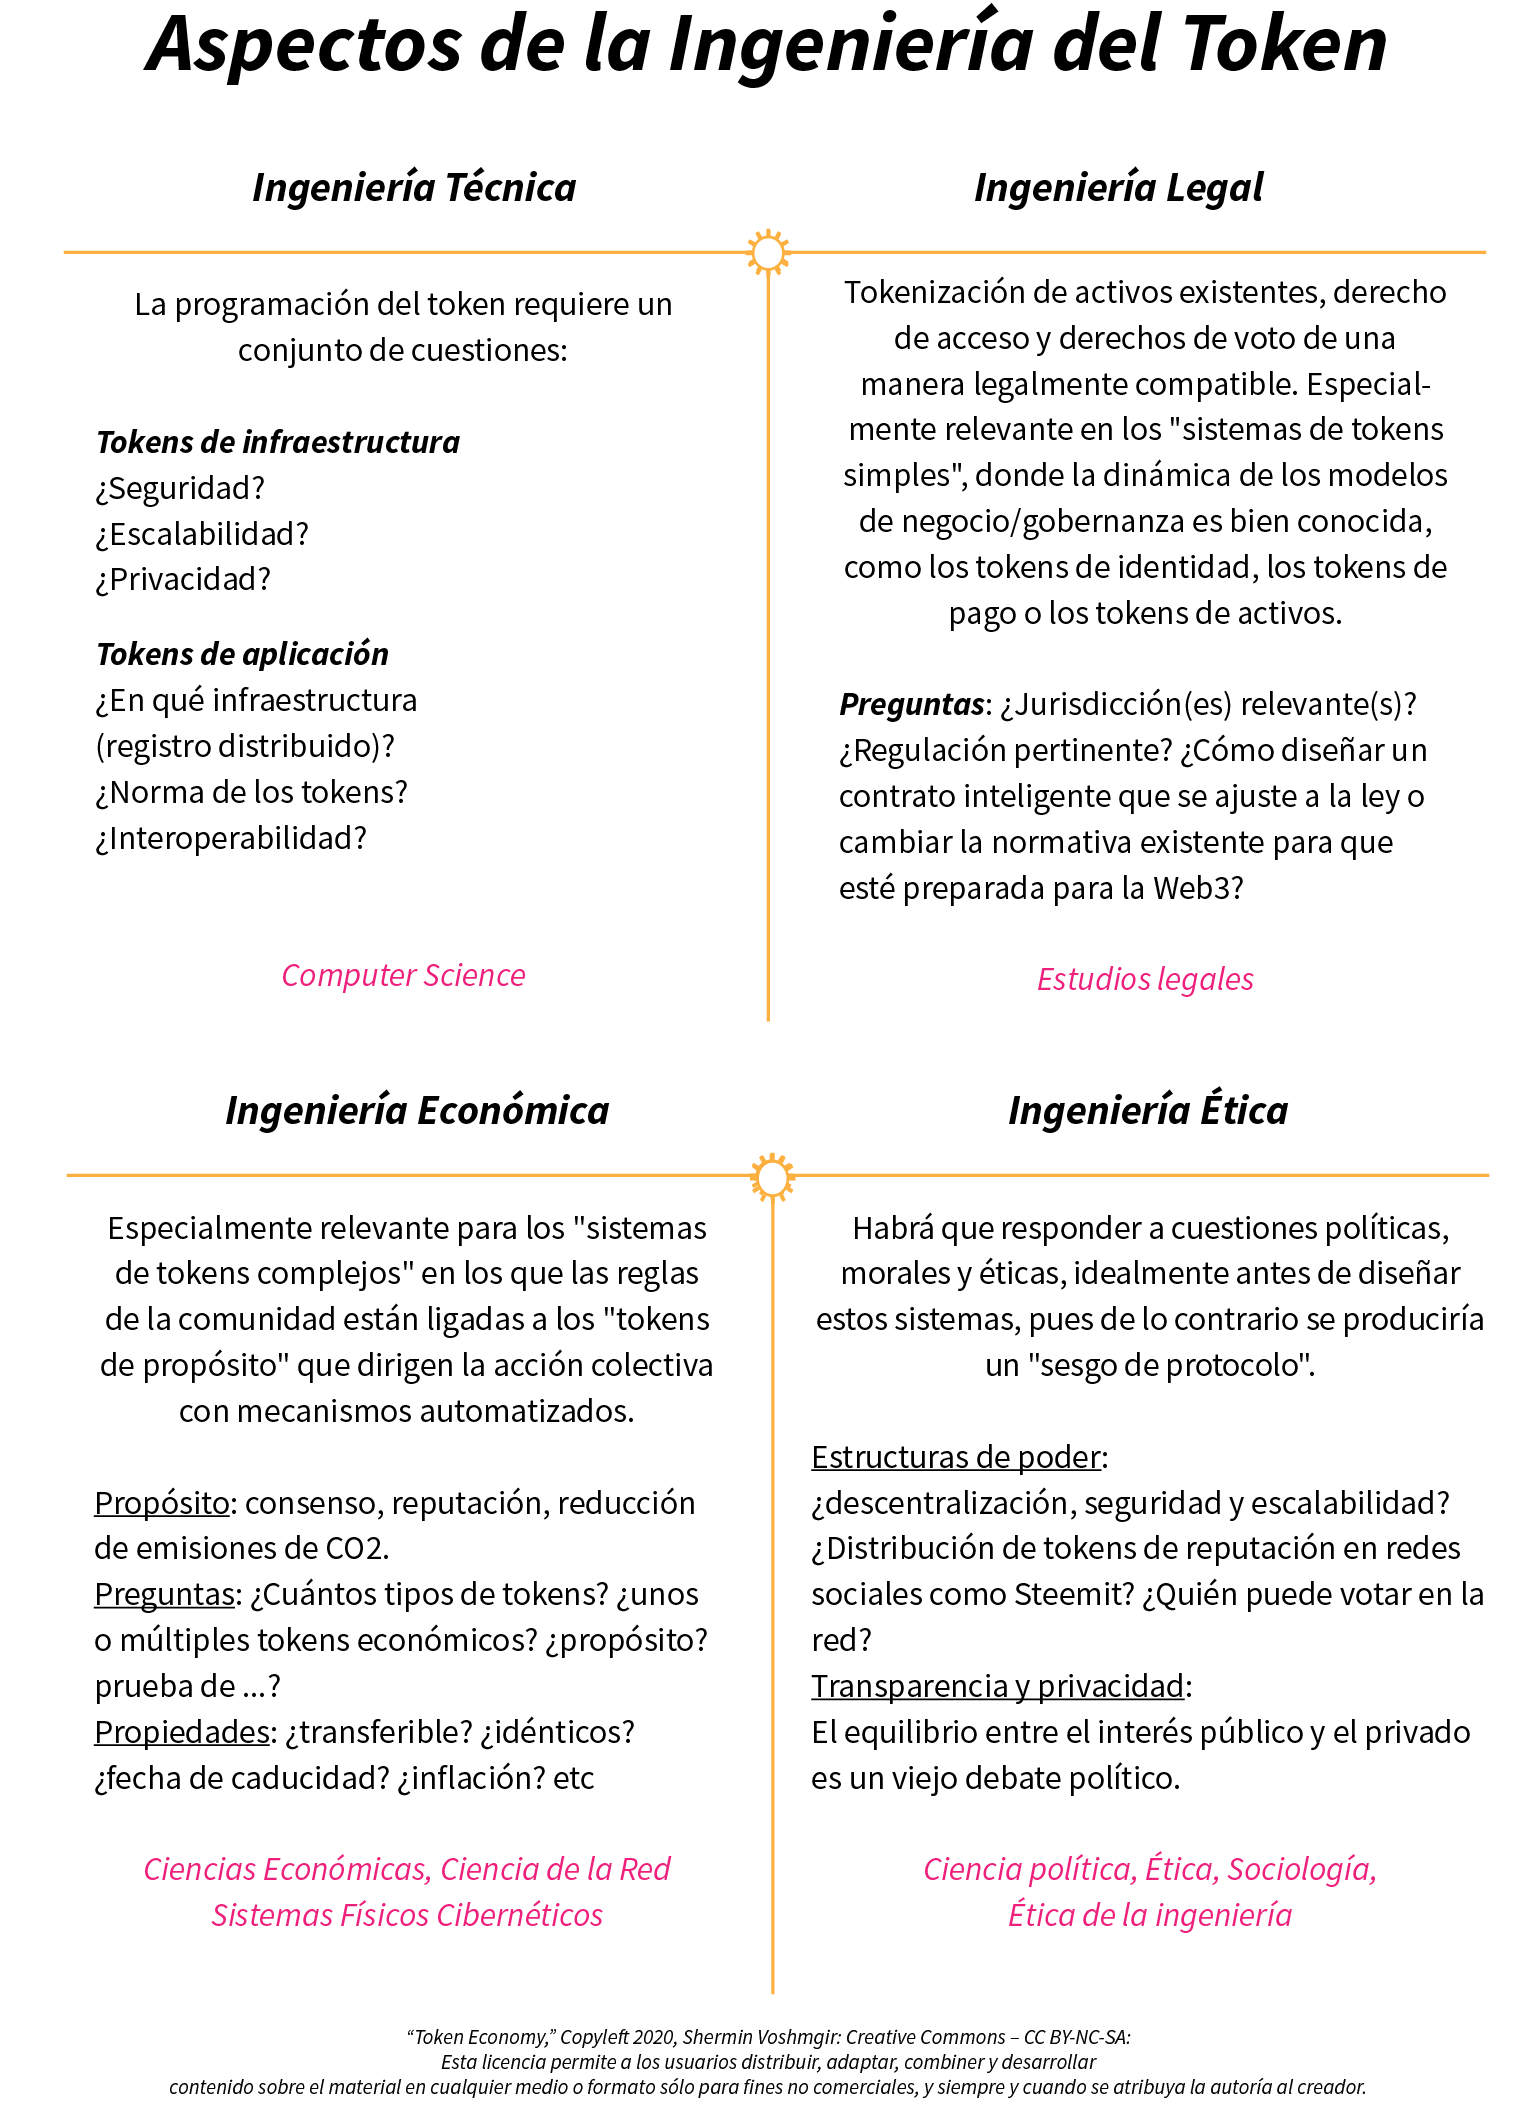 Aspectos de la Ingeniería del Token
Ingeniería Técnica
La programación del token requiere un
conjunto de cuestiones:
Tokens de infraestructura
¿Seguridad?
¿Escalabilidad?
¿Privacidad?
Tokens de aplicación
¿En qué infraestructura
(registro distribuido)?
¿Norma de los tokens?
¿Interoperabilidad?
Computer Science
Ingeniería Legal
Tokenización de activos existentes, derecho
de acceso y derechos de voto de una
manera legalmente compatible. Especial-
mente relevante en los "sistemas de tokens
simples", donde la dinámica de los modelos
de negocio/gobernanza es bien conocida,
como los tokens de identidad, los tokens de
pago o los tokens de activos.
Preguntas: ¿Jurisdicción(es) relevante(s)?
¿Regulación pertinente? ¿Cómo diseñar un
contrato inteligente que se ajuste a la ley o
cambiar la normativa existente para que
esté preparada para la Web3?
Estudios legales
Ingeniería Económica
Especialmente relevante para los "sistemas
de tokens complejos" en los que las reglas
de la comunidad están ligadas a los "tokens
de propósito" que dirigen la acción colectiva
con mecanismos automatizados.
Propósito: consenso, reputación, reducción
de emisiones de CO2.
Preguntas: ¿Cuántos tipos de tokens? ¿unos
o múltiples tokens económicos? ¿propósito?
prueba de ...?
Propiedades: ¿transferible? ¿idénticos?
¿fecha de caducidad? ¿inflación? etc
Ciencias Económicas, Ciencia de la Red
Sistemas Físicos Cibernéticos
Ingeniería Ética
Habrá que responder a cuestiones políticas,
morales y éticas, idealmente antes de diseñar
estos sistemas, pues de lo contrario se produciría
un "sesgo de protocolo".
Estructuras de poder:
¿descentralización, seguridad y escalabilidad?
¿Distribución de tokens de reputación en redes
sociales como Steemit? ¿Quién puede votar en la
red?
Transparencia y privacidad:
El equilibrio entre el interés público y el privado
es un viejo debate político.
Ciencia política, Ética, Sociología,
Ética de la ingeniería
“Token Economy,” Copyleft 2020, Shermin Voshmgir: Creative Commons – CC BY-NC-SA:
Esta licencia permite a los usuarios distribuir, adaptar, combiner y desarrollar
contenido sobre el material en cualquier medio o formato sólo para fines no comerciales, y siempre y cuando se atribuya la autoría al creador.